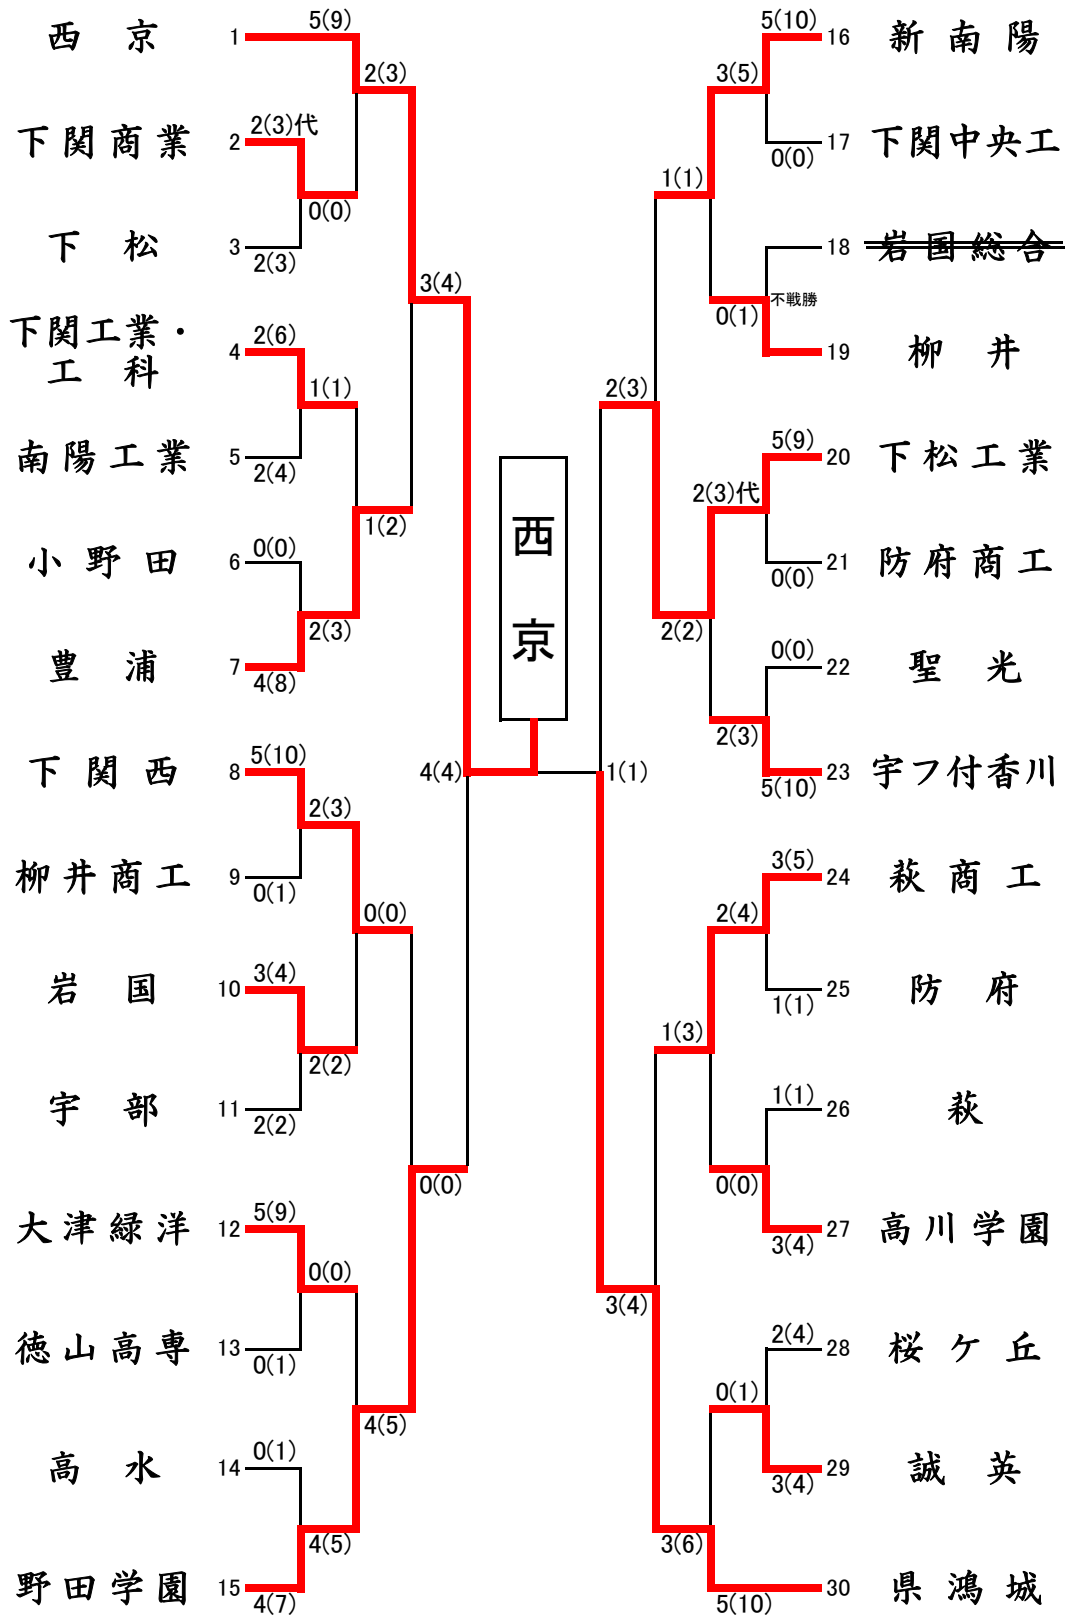 西京 1 5(9)
2(3)
下関商業 2 2(3)代
0(0)
下松 3 2(3)
3(4)
下関工業・
工科 4 2(6)
1(1)
南陽工業 5 2(4)
1(2)
小野田 6 0(0)
2(3)
豊浦 7 4(8)
下関西 8 5(10)
4(4)
2(3)
柳井商工 9 0(1)
0(0)
岩国 10 3(4)
2(2)
宇部 11 2(2)
0(0)
大津緑洋 12 5(9)
0(0)
徳山高専 13 0(1)
4(5)
高水 14 0(1)
4(5)
野田学園 15 4(7)
西京
5(10) 16 新南陽
3(5)
0(0) 17 下関中央工
1(1)
18 岩国総合
不戦勝
0(1)
19 柳井
2(3)
5(9) 20 下松工業
2(3)代
0(0) 21 防府商工
2(2)
0(0) 22 聖光
2(3)
5(10) 23 宇フ付香川
1(1)
3(5) 24 萩商工
2(4)
1(1) 25 防府
1(3)
1(1) 26 萩
0(0)
3(4) 27 高川学園
3(4)
2(4) 28 桜ケ丘
0(1)
3(4) 29 誠英
3(6)
5(10) 30 県鴻城